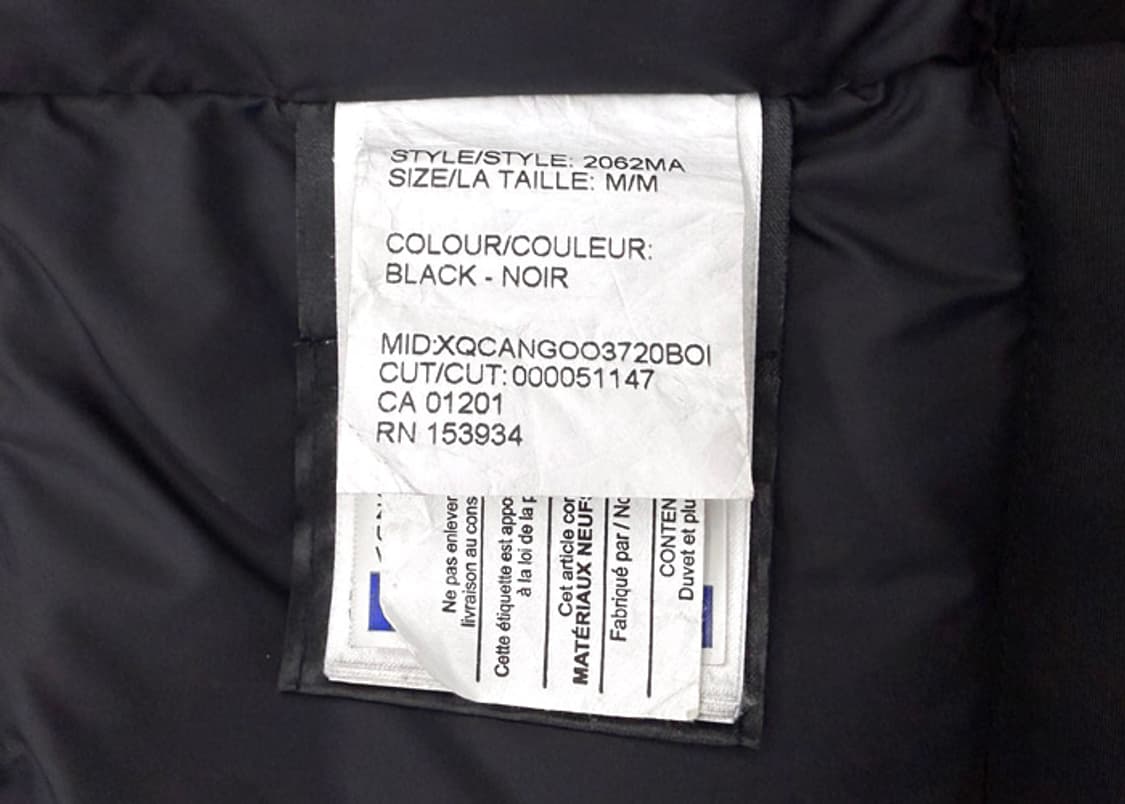 STYLE/STYLE: 2062MA
SIZE/LA TAILLE: M/M
COLOUR/COULEUR:
BLACK - NOIR
MID:XQCANGOO3720BOI
CUT/CUT: 000051147
CA 01201
RN 153934
Ne pas enlever
livraison au cons
Cette étiquette est appo
à la loi de la p
Cet article con
MATÉRIAUX NEUFS
Fabriqué par / No
CONTEN
Duvet et plu